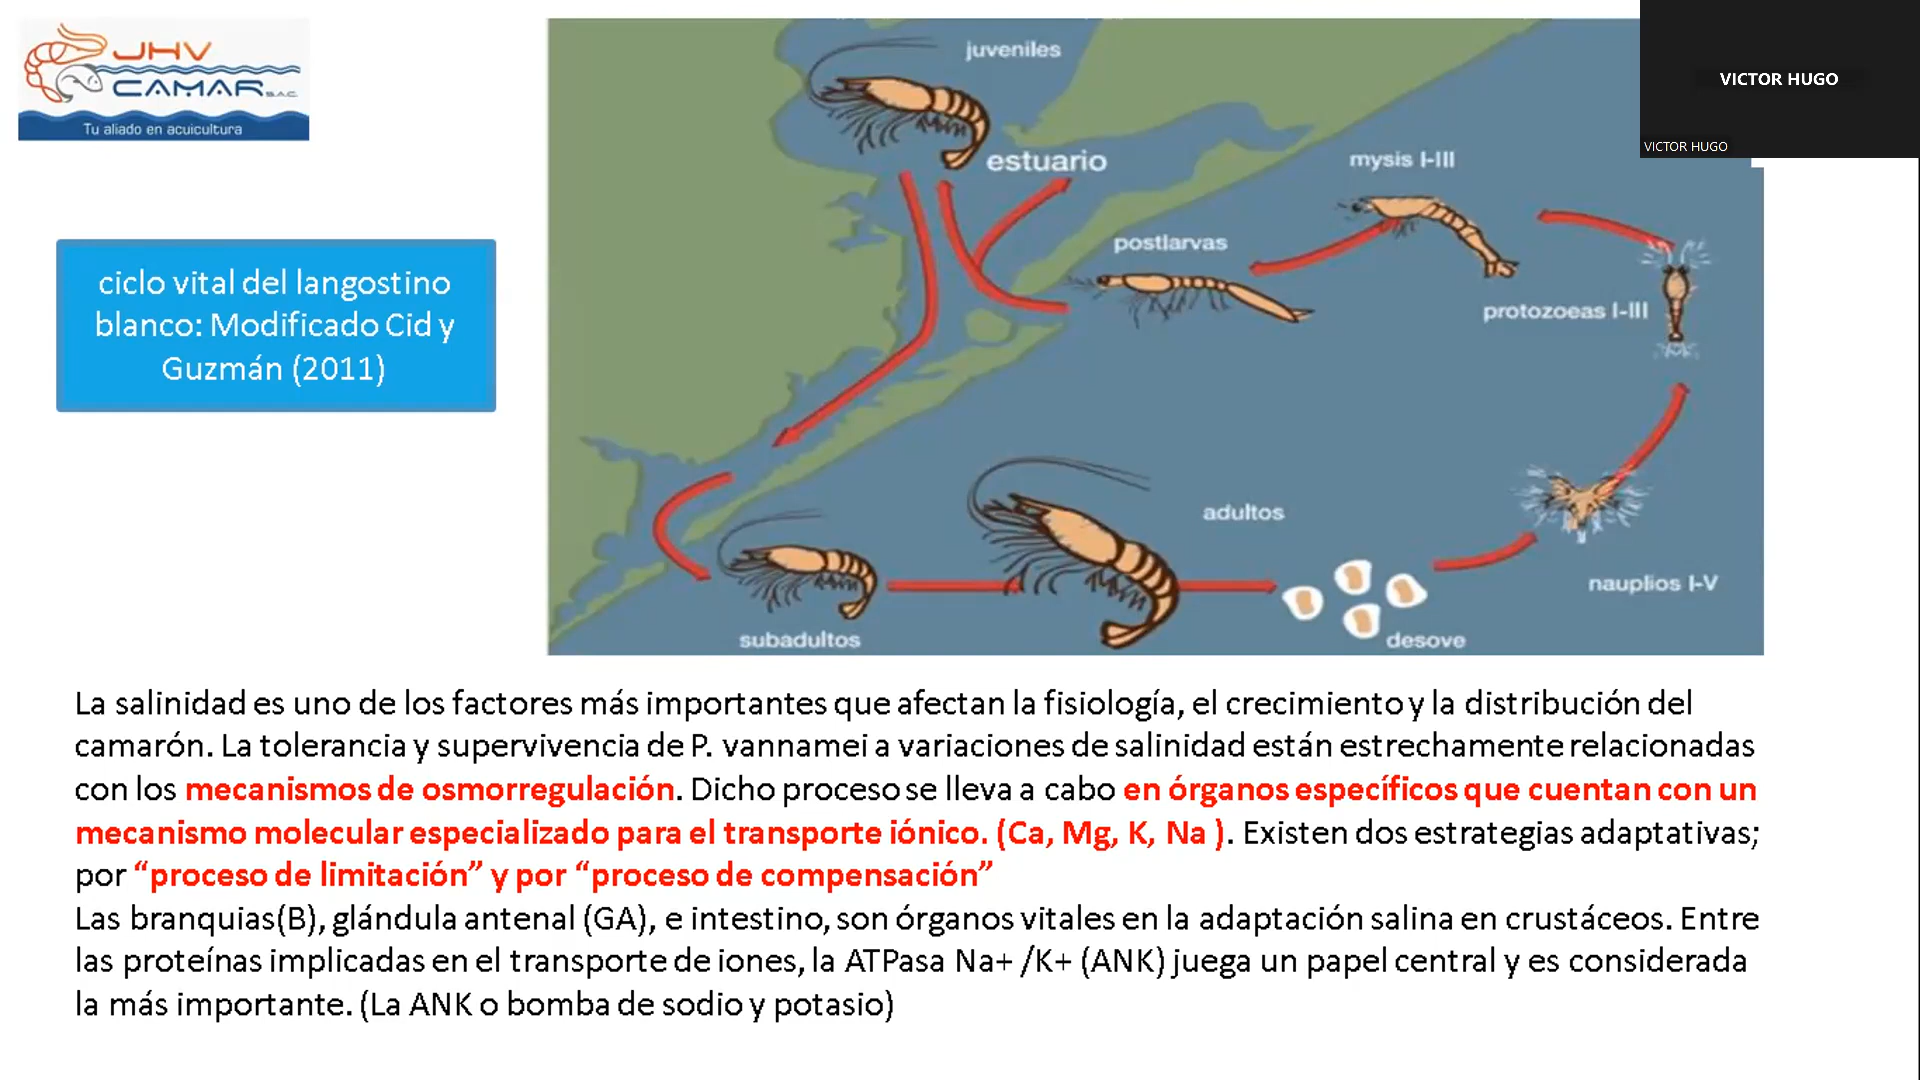 JHV
CAMAR S.A.C.
Tu aliado en acuicultura
juveniles
VICTOR HUGO
VICTOR HUGO
estuario
mysis I-III
postlarvas
protozoeas I-III
ciclo vital del langostino
blanco: Modificado Cid y
Guzmán (2011)
adultos
nauplios I-V
subadultos
desove
La salinidad es uno de los factores más importantes que afectan la fisiología, el crecimiento y la distribución del
camarón. La tolerancia y supervivencia de P. vannamei a variaciones de salinidad están estrechamente relacionadas
con los mecanismos de osmorregulación. Dicho proceso se lleva a cabo en órganos específicos que cuentan con un
mecanismo molecular especializado para el transporte iónico. (Ca, Mg, K, Na ). Existen dos estrategias adaptativas;
por “proceso de limitación” y por “proceso de compensación”
Las branquias(B), glándula antenal (GA), e intestino, son órganos vitales en la adaptación salina en crustáceos. Entre
las proteínas implicadas en el transporte de iones, la ATPasa Na+ /K+ (ANK) juega un papel central y es considerada
la más importante. (La ANK o bomba de sodio y potasio)